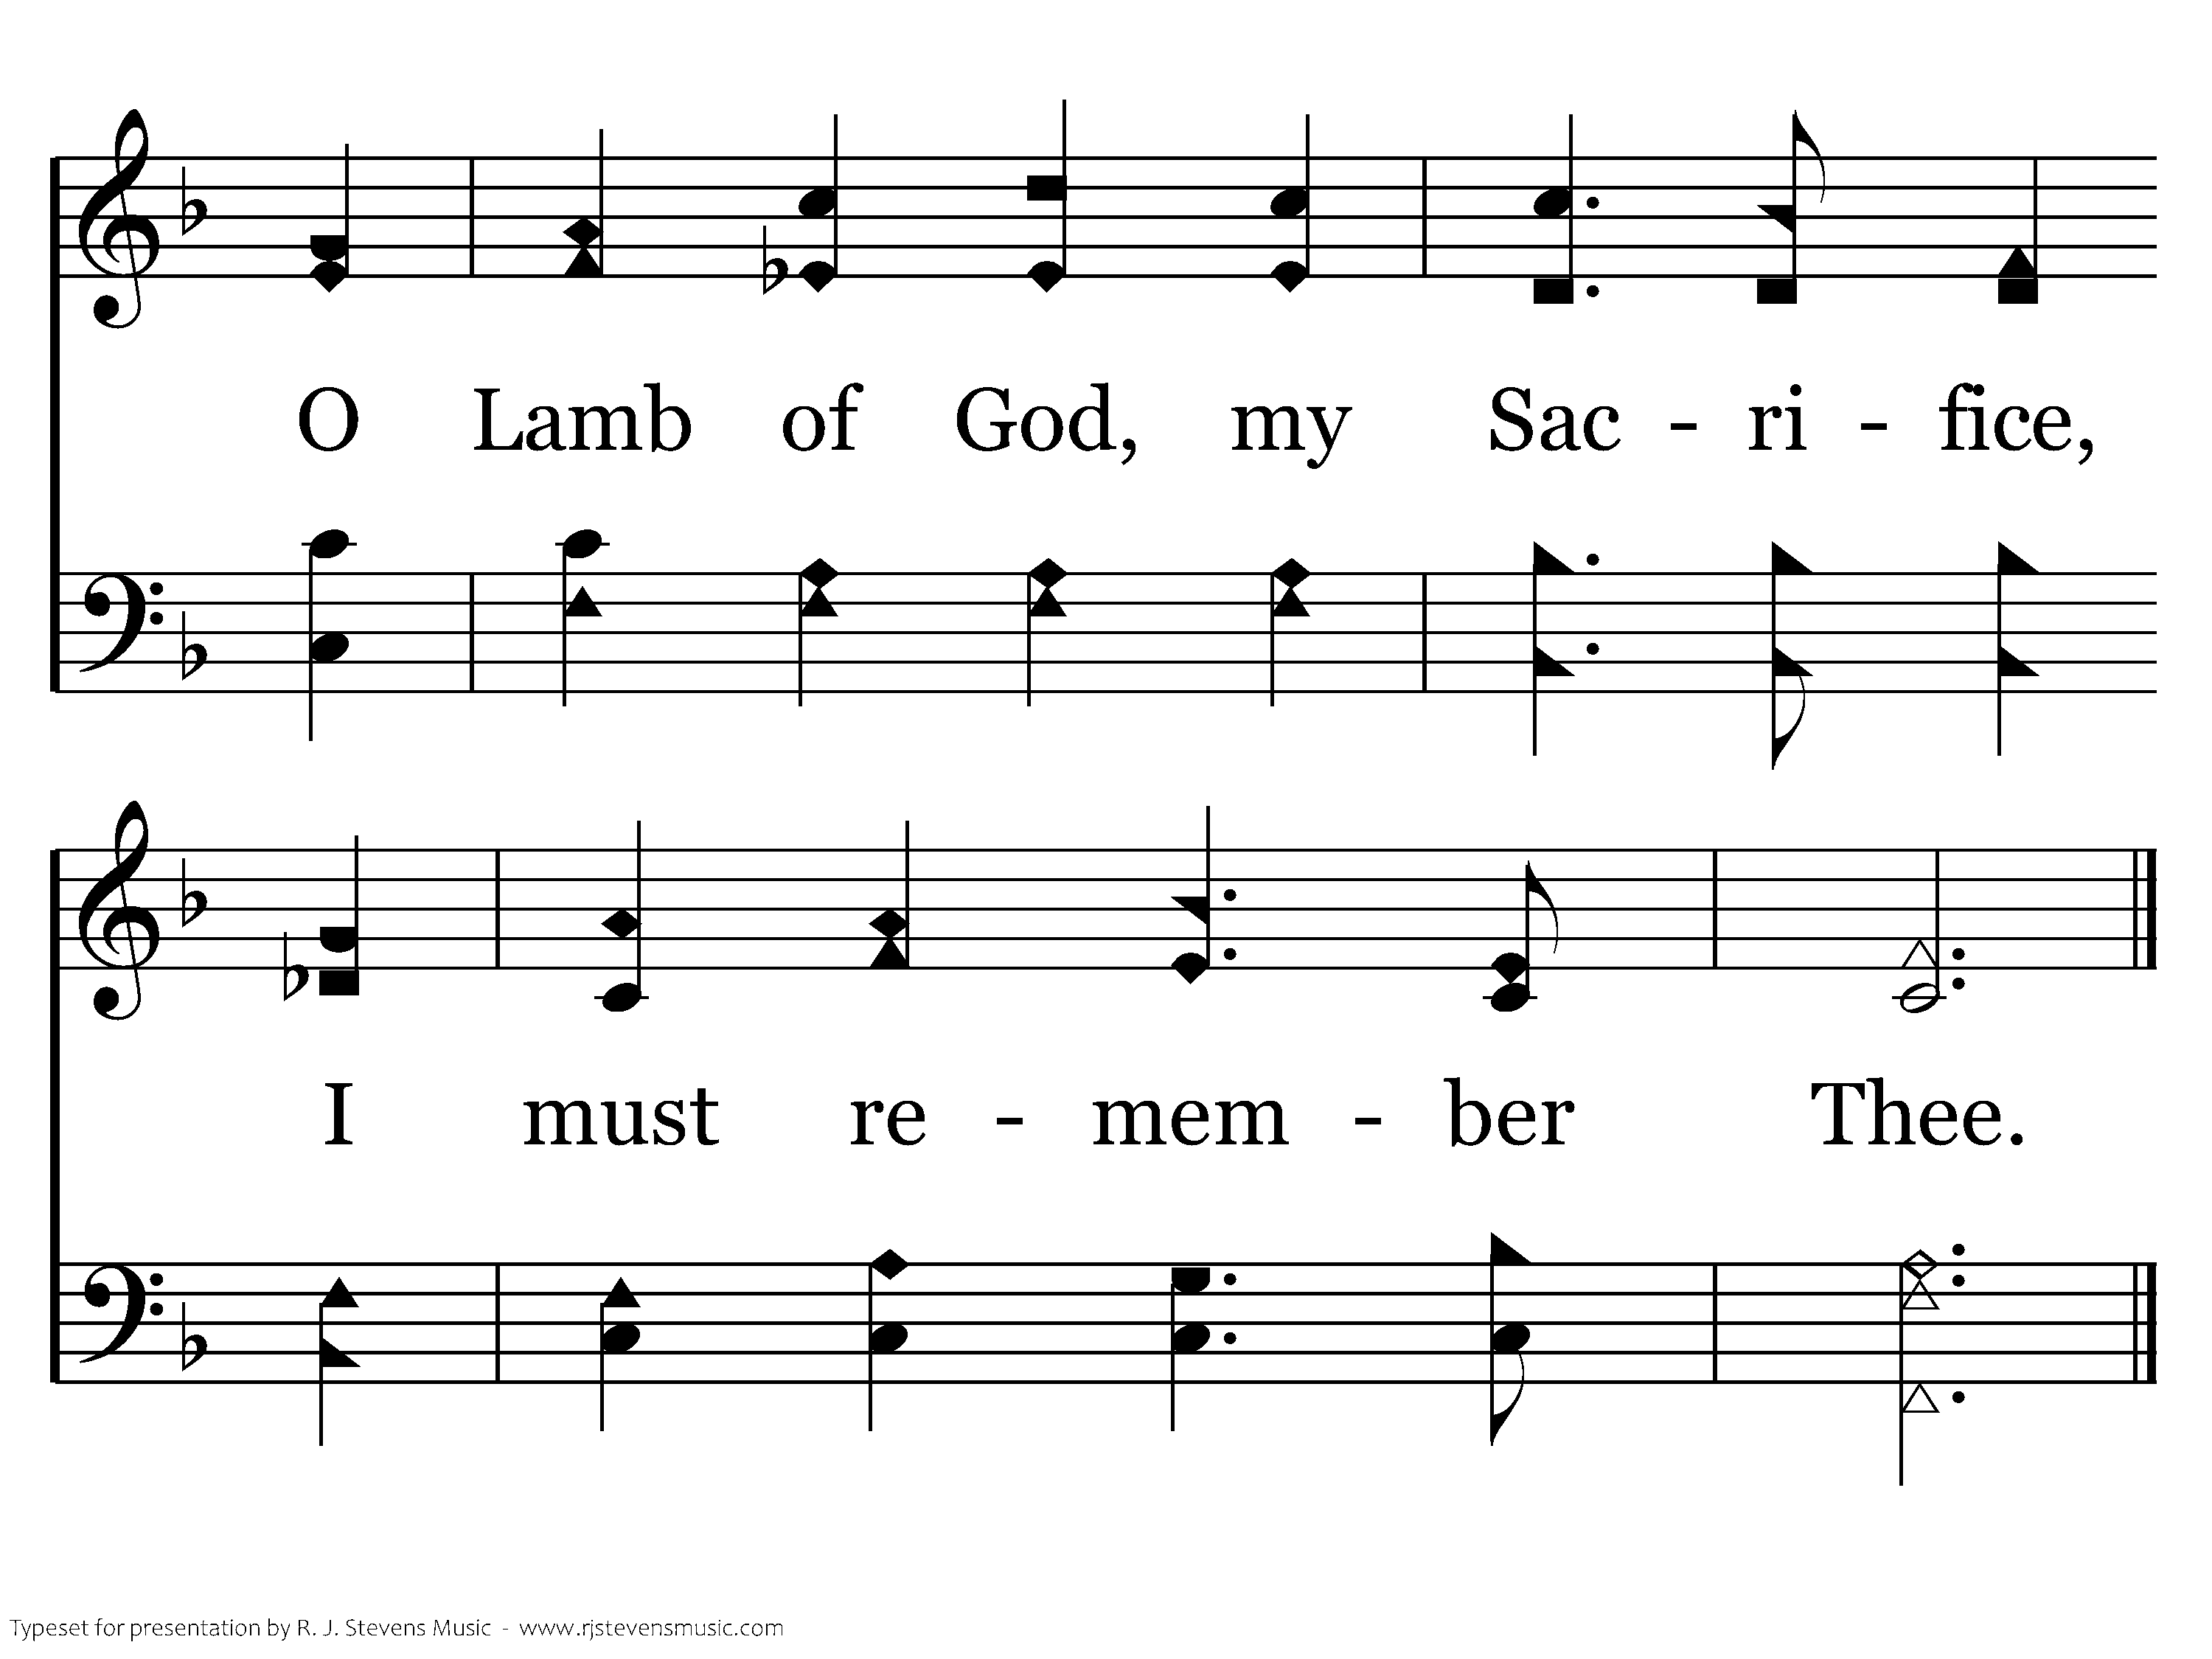 O Lamb of God, my Sac - ri - fice,
I must re - mem - ber Thee.
Typeset for presentation by R. J. Stevens Music - www.rjstevensmusic.com